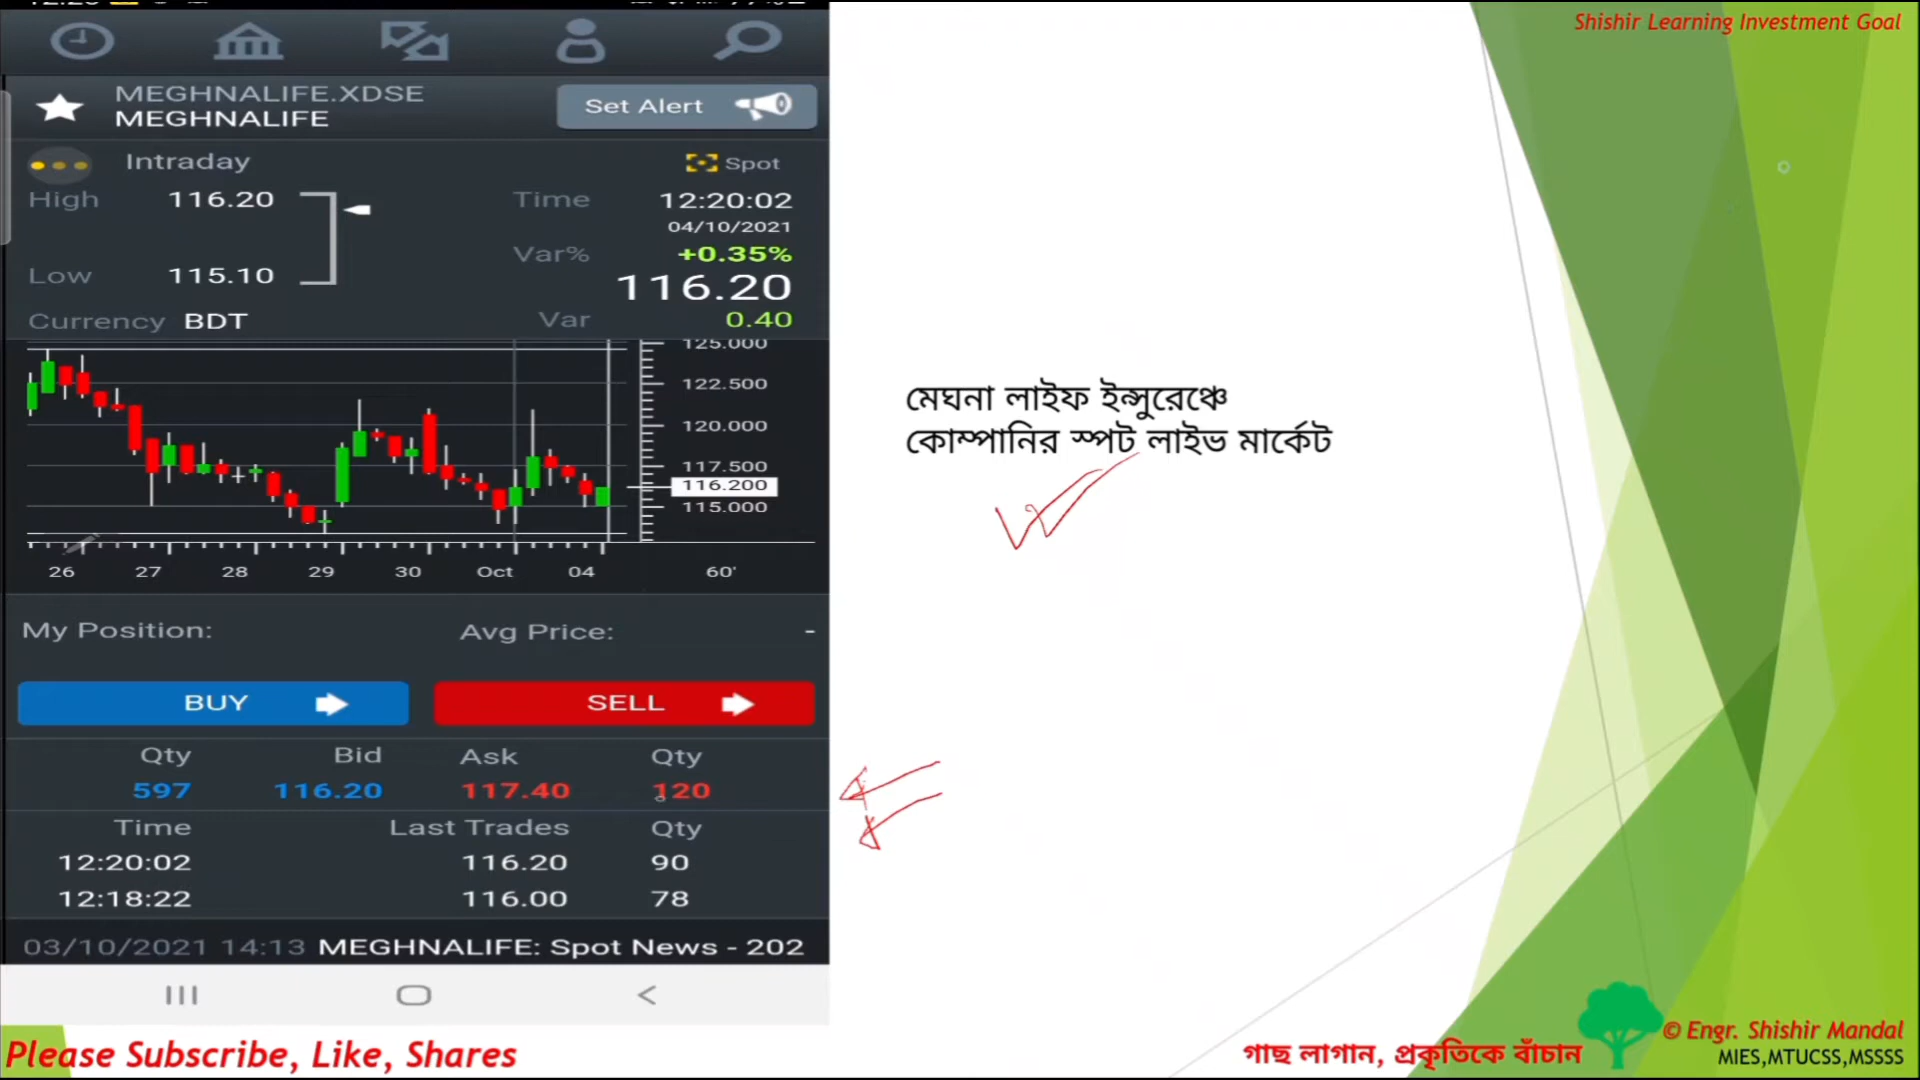 Shishir Learning Investment Goal
MEGHNALIFE.XDSE
MEGHNALIFE
Set Alert
Intraday
Spot
High 116.20
Time 12:20:02
04/10/2021
Var% +0.35%
Low 115.10
116.20
Currency BDT
Var 0.40
125.000
122.500
120.000
117.500
116.200
115.000
26 27 28 29 30 Oct 04 60'
মেঘনা লাইফ ইন্সুরেঞ্চে
কোম্পানির স্পট লাইভ মার্কেট
My Position: Avg Price: -
BUY SELL
Qty Bid Ask Qty
597 116.20 117.40 120
Time Last Trades Qty
12:20:02 116.20 90
12:18:22 116.00 78
03/10/2021 14:13 MEGHNALIFE: Spot News - 202
Please Subscribe, Like, Shares
গাছ লাগান, প্রকৃতিকে বাঁচান
© Engr. Shishir Mandal
MIES,MTUCSS,MSSSS